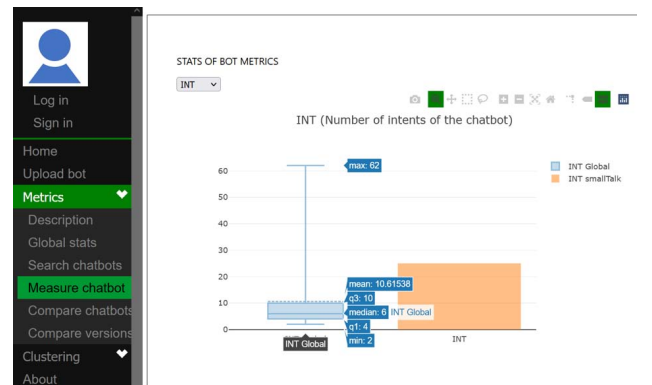 Log in
Sign in
Home
Upload bot
Metrics
Description
Global stats
Search chatbots
Measure chatbot
Compare chatbots
Compare versions
Clustering
About
STATS OF BOT METRICS
INT
INT (Number of intents of the chatbot)
60
50
40
30
20
10
0
max: 62
mean: 10.61538
q3: 10
median: 6 INT Global
q1: 4
min: 2
INT Global
INT
INT Global
INT smallTalk